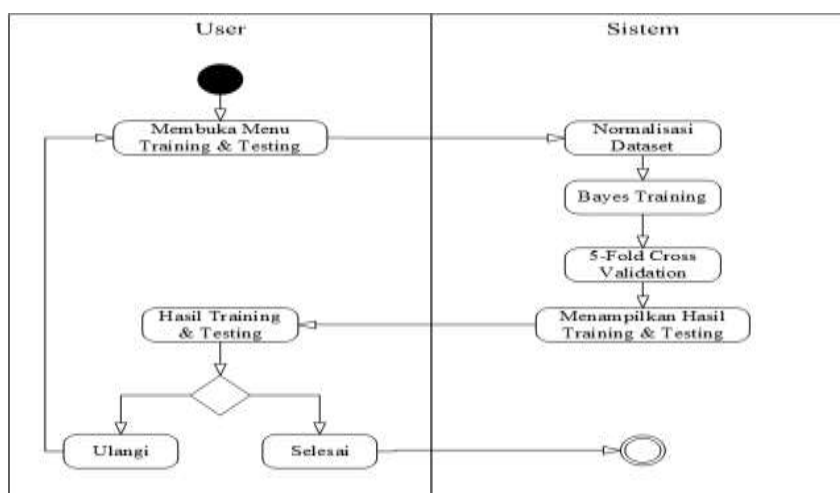 User
Sistem
Membuka Menu
Training & Testing
Normalisasi
Dataset
Bayes Training
5-Fold Cross
Validation
Menampilkan Hasil
Training & Testing
Hasil Training
& Testing
Ulangi
Selesai